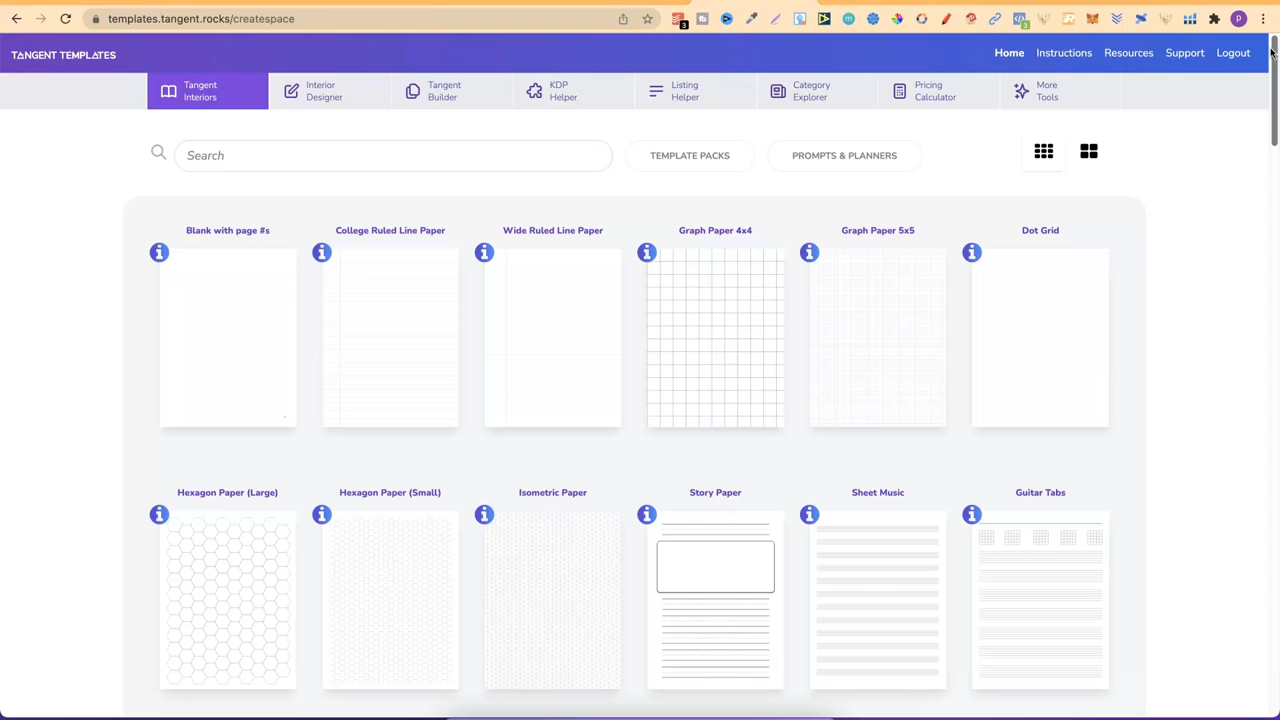 templates.tangent.rocks/createspace
3
3
p
TANGENT TEMPLATES
Home
Instructions
Resources
Support
Logout
Tangent
Interiors
Interior
Designer
Tangent
Builder
KDP
Helper
Listing
Helper
Category
Explorer
Pricing
Calculator
More
Tools
Search
TEMPLATE PACKS
PROMPTS & PLANNERS
Blank with page #s
College Ruled Line Paper
Wide Ruled Line Paper
Graph Paper 4x4
Graph Paper 5x5
Dot Grid
Hexagon Paper (Large)
Hexagon Paper (Small)
Isometric Paper
Story Paper
Sheet Music
Guitar Tabs